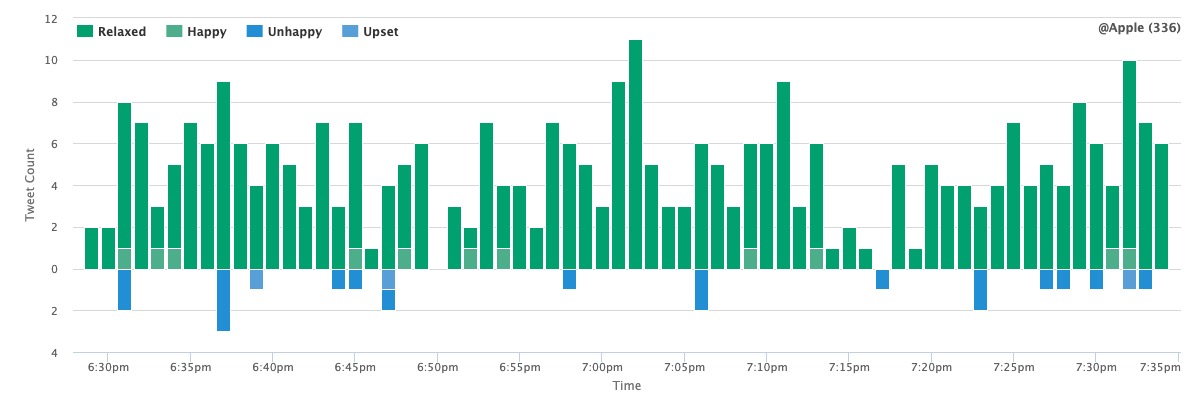 12
Relaxed Happy Unhappy Upset
@Apple (336)
10
8
6
4
2
0
2
4
Tweet Count
6:30pm 6:35pm 6:40pm 6:45pm 6:50pm 6:55pm 7:00pm 7:05pm 7:10pm 7:15pm 7:20pm 7:25pm 7:30pm 7:35pm
Time